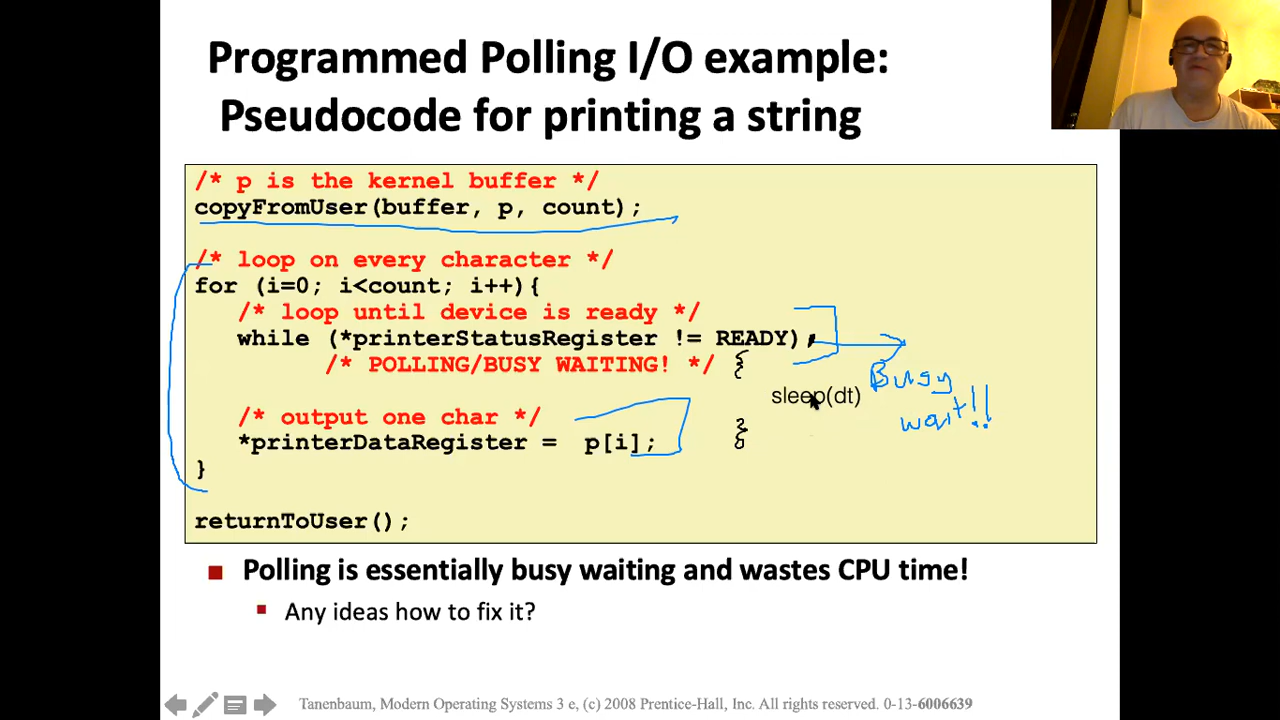 Programmed Polling I/O example:
Pseudocode for printing a string
/* p is the kernel buffer */
copyFromUser(buffer, p, count);
/* loop on every character */
for (i=0; i<count; i++){
/* loop until device is ready */
while (*printerStatusRegister != READY);
/* POLLING/BUSY WAITING! */ {
sleep(dt)
Busy
wait!!
/* output one char */
*printerDataRegister = p[i]; }
}
returnToUser();
Polling is essentially busy waiting and wastes CPU time!
Any ideas how to fix it?
Tanenbaum, Modern Operating Systems 3 e, (c) 2008 Prentice-Hall, Inc. All rights reserved. 0-13-6006639